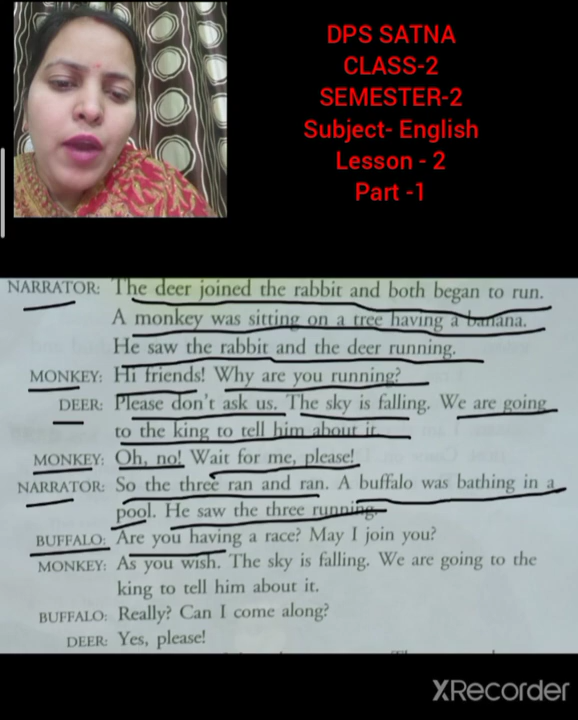 DPS SATNA
CLASS-2
SEMESTER-2
Subject- English
Lesson - 2
Part -1
NARRATOR: The deer joined the rabbit and both began to run.
A monkey was sitting on a tree having a banana.
He saw the rabbit and the deer running.
MONKEY: Hi friends! Why are you running?
DEER: Please don't ask us. The sky is falling. We are going
to the king to tell him about it.
MONKEY: Oh, no! Wait for me, please!
NARRATOR: So the three ran and ran. A buffalo was bathing in a
pool. He saw the three running.
BUFFALO: Are you having a race? May I join you?
MONKEY: As you wish. The sky is falling. We are going to the
king to tell him about it.
BUFFALO: Really? Can I come along?
DEER: Yes, please!
XRecorder